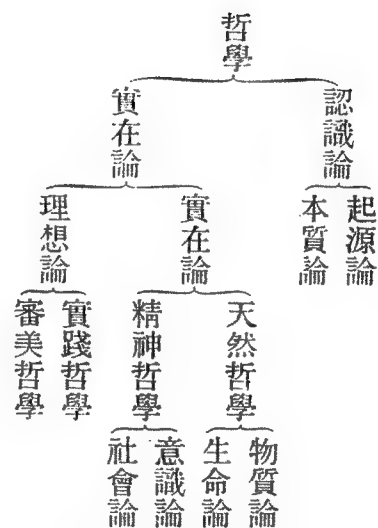 哲學
認識論
實在論
起源論
本質論
實在論
理想論
天然哲學
精神哲學
實踐哲學
審美哲學
物質論
生命論
意識論
社會論